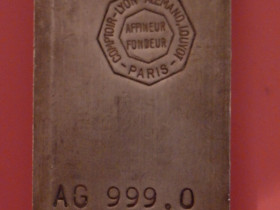 COMPTOIR-LYON-ALEMAND, LOUYOT
AFFINEUR
FONDEUR
- PARIS -
AG 999.0